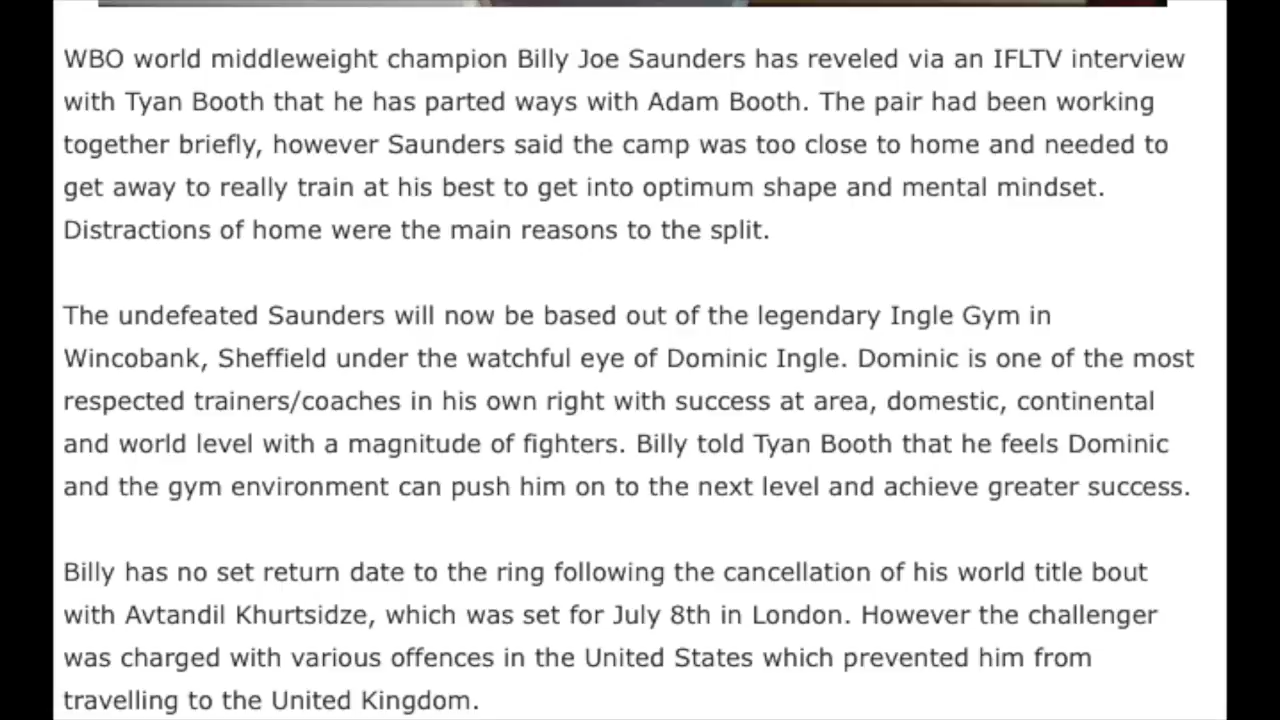 WBO world middleweight champion Billy Joe Saunders has reveled via an IFLTV interview
with Tyan Booth that he has parted ways with Adam Booth. The pair had been working
together briefly, however Saunders said the camp was too close to home and needed to
get away to really train at his best to get into optimum shape and mental mindset.
Distractions of home were the main reasons to the split.
The undefeated Saunders will now be based out of the legendary Ingle Gym in
Wincobank, Sheffield under the watchful eye of Dominic Ingle. Dominic is one of the most
respected trainers/coaches in his own right with success at area, domestic, continental
and world level with a magnitude of fighters. Billy told Tyan Booth that he feels Dominic
and the gym environment can push him on to the next level and achieve greater success.
Billy has no set return date to the ring following the cancellation of his world title bout
with Avtandil Khurtsidze, which was set for July 8th in London. However the challenger
was charged with various offences in the United States which prevented him from
travelling to the United Kingdom.